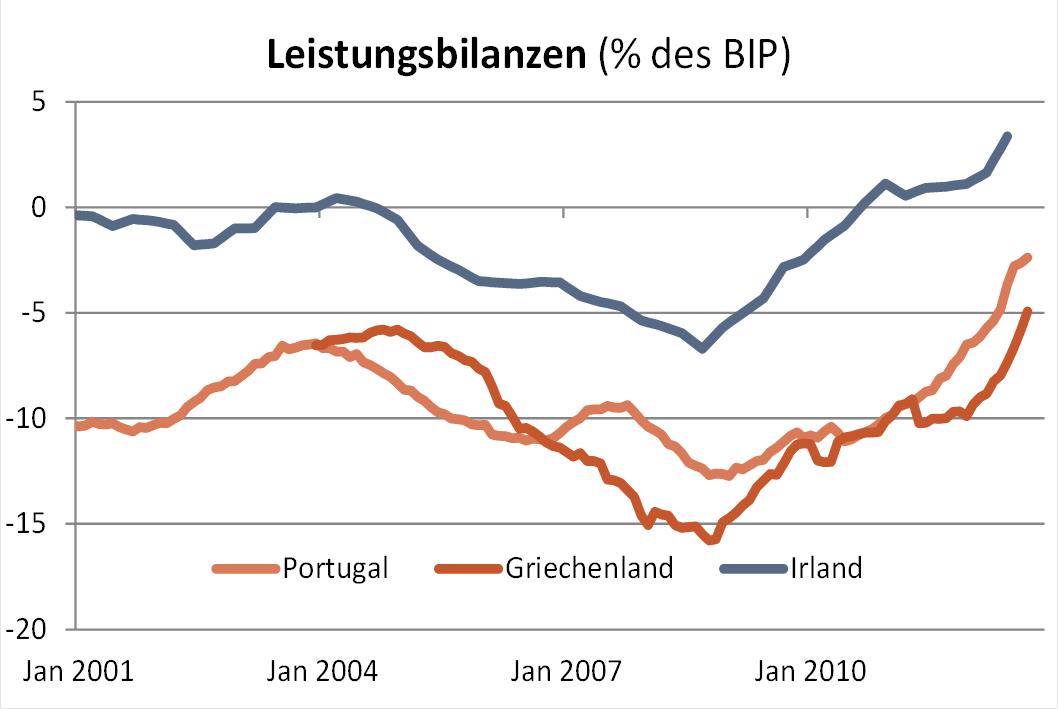 Leistungsbilanzen (% des BIP)
5
0
-5
-10
-15
-20
Portugal Griechenland Irland
Jan 2001 Jan 2004 Jan 2007 Jan 2010